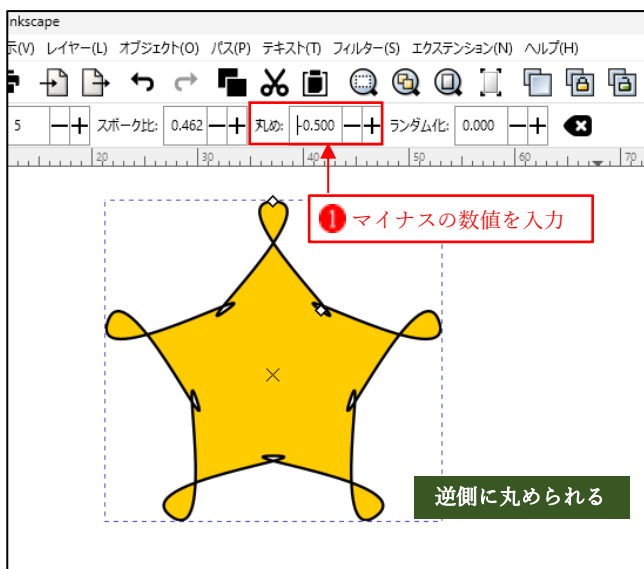 nkscape
示(V) レイヤー(L) オブジェクト(O) パス(P) テキスト(T) フィルター(S) エクステンション(N) ヘルプ(H)
5 スポーク比: 0.462 丸め: -0.500 ランダム化: 0.000
20 30 40 50 60 70
1 マイナスの数値を入力
逆側に丸められる